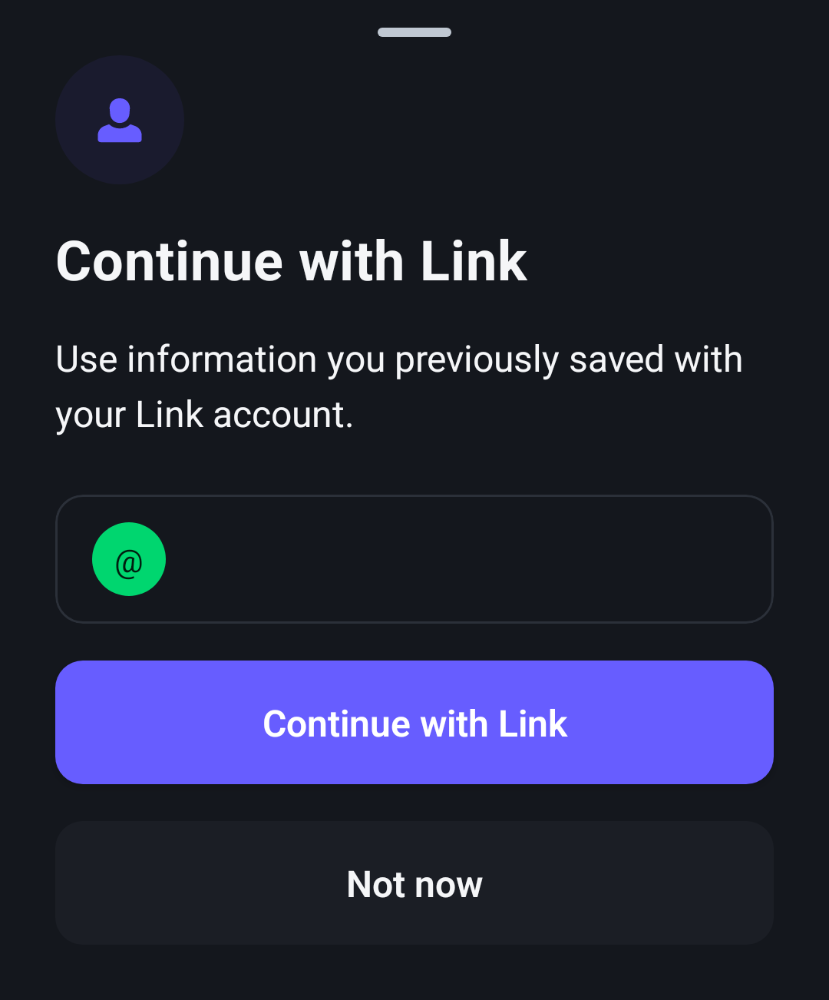 Continue with Link
Use information you previously saved with
your Link account.
@
Continue with Link
Not now